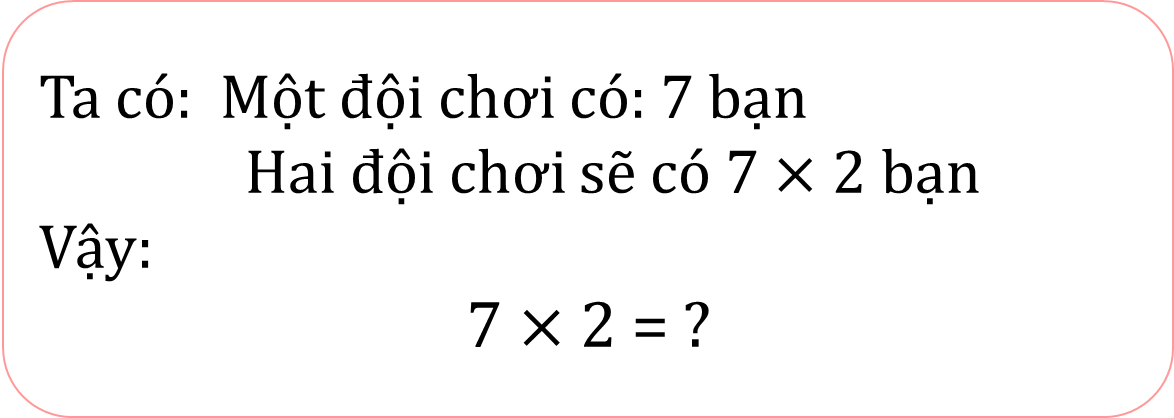 Ta có: Một đội chơi có: 7 bạn
Hai đội chơi sẽ có 7 × 2 bạn
Vậy:
7 × 2 = ?